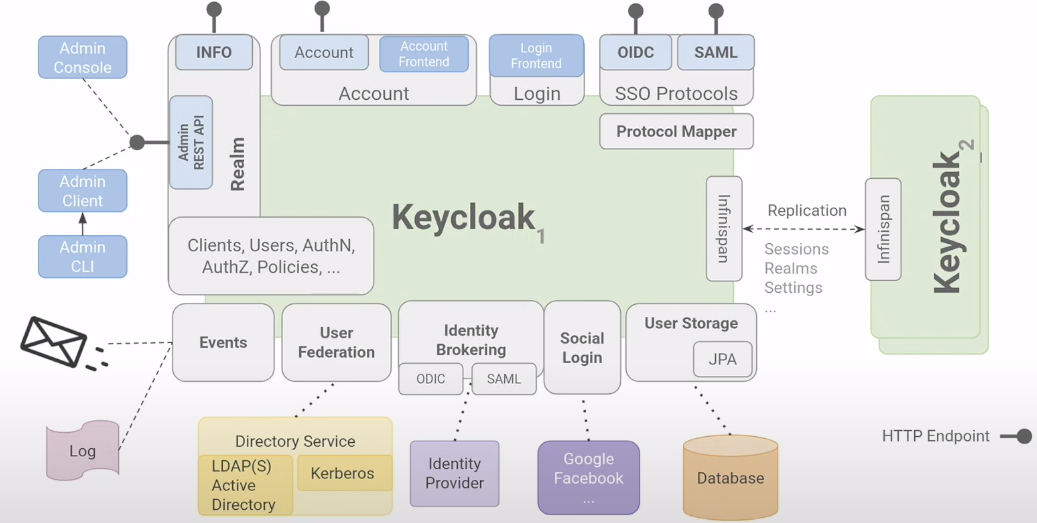 Admin
Console
INFO
Account
Account
Frontend
Account
Login
Frontend
Login
OIDC
SAML
SSO Protocols
Protocol Mapper
Admin
REST API
Realm
Admin
Client
Admin
CLI
Clients, Users, AuthN,
AuthZ, Policies, ...
Keycloak1
Infinispan
Replication
Sessions
Realms
Settings
...
Infinispan
Keycloak2
Events
User
Federation
Identity
Brokering
ODIC
SAML
Social
Login
User Storage
JPA
Log
Directory Service
LDAP(S)
Active
Directory
Kerberos
Identity
Provider
Google
Facebook
...
Database
HTTP Endpoint